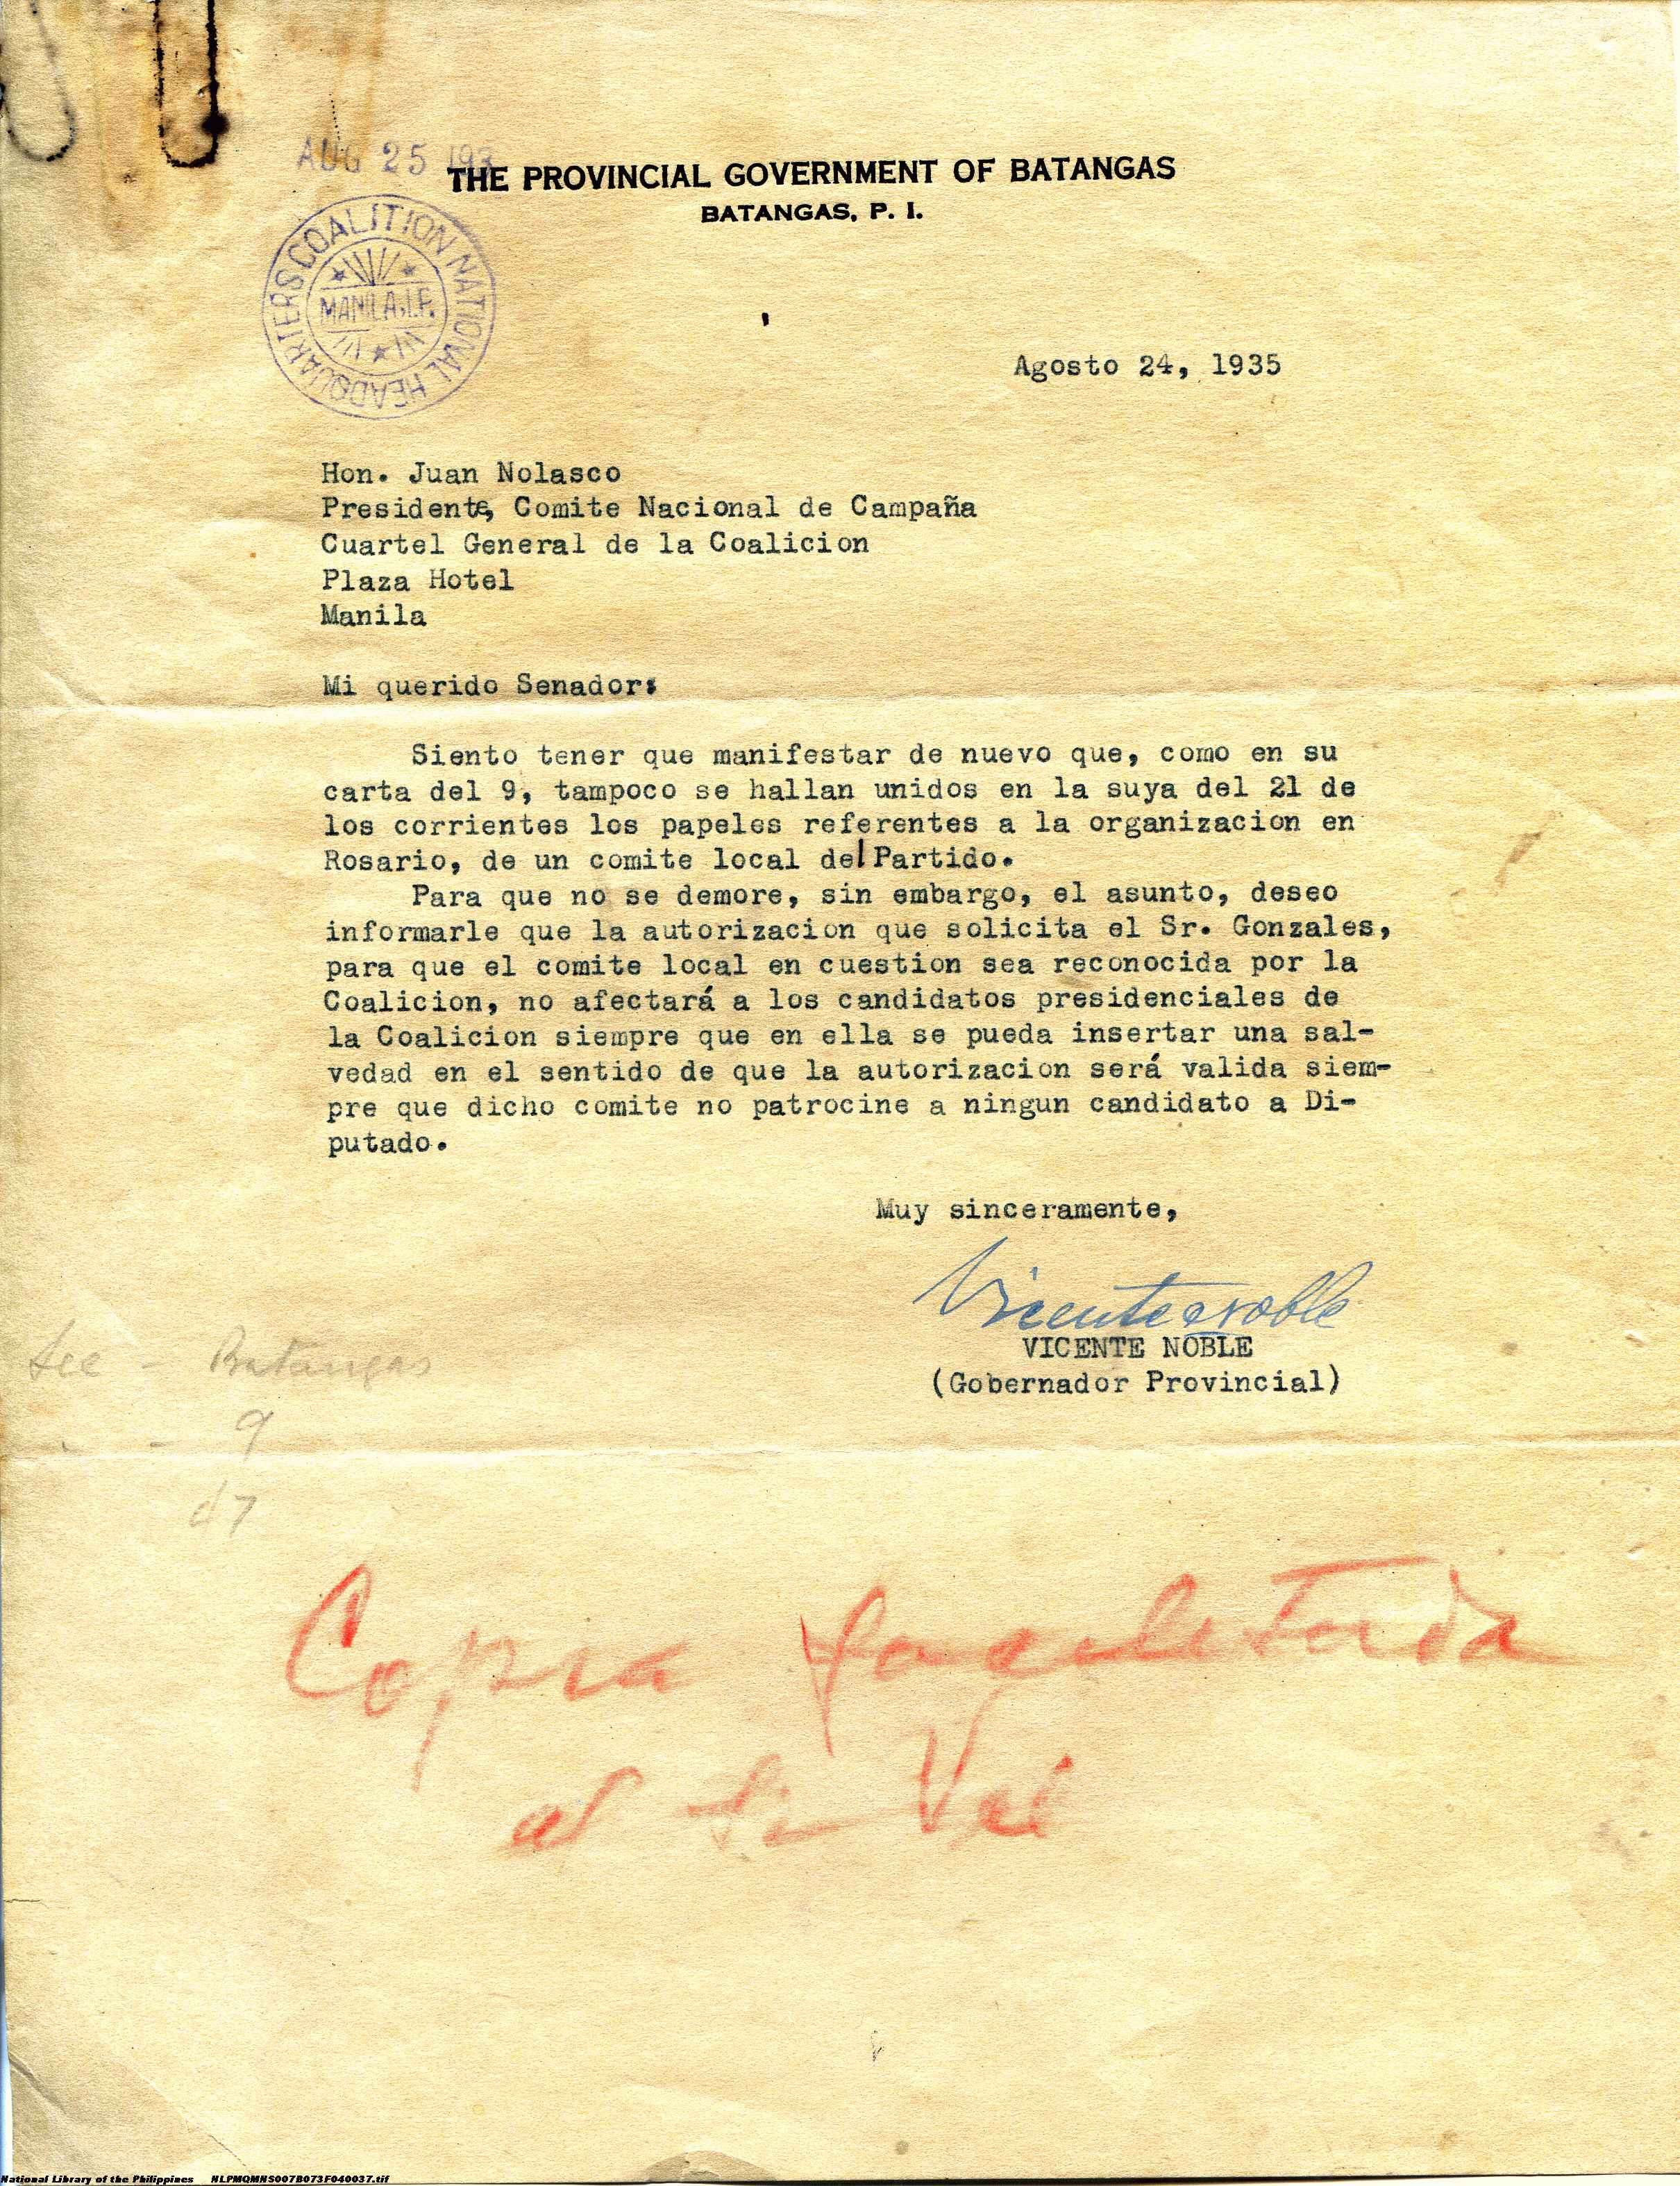 AUG 25 193
THE PROVINCIAL GOVERNMENT OF BATANGAS
BATANGAS, P. I.
COALITION NATIONAL HEADQUARTERS
MANILA, I.F.
Agosto 24, 1935
Hon. Juan Nolasco
Presidente, Comite Nacional de Campaña
Cuartel General de la Coalicion
Plaza Hotel
Manila
Mi querido Senador:
Siento tener que manifestar de nuevo que, como en su
carta del 9, tampoco se hallan unidos en la suya del 21 de
los corrientes los papeles referentes a la organizacion en
Rosario, de un comite local del Partido.
Para que no se demore, sin embargo, el asunto, deseo
informarle que la autorizacion que solicita el Sr. Gonzales,
para que el comite local en cuestion sea reconocida por la
Coalicion, no afectará a los candidatos presidenciales de
la Coalicion siempre que en ella se pueda insertar una sal-
vedad en el sentido de que la autorizacion será valida siem-
pre que dicho comite no patrocine a ningun candidato a Di-
putado.
Muy sinceramente,
Vicente Noble
VICENTE NOBLE
(Gobernador Provincial)
See - Batangas
9
d7
Copia
al
National Library of the Philippines NLPMQMNS007B073F040037.tif